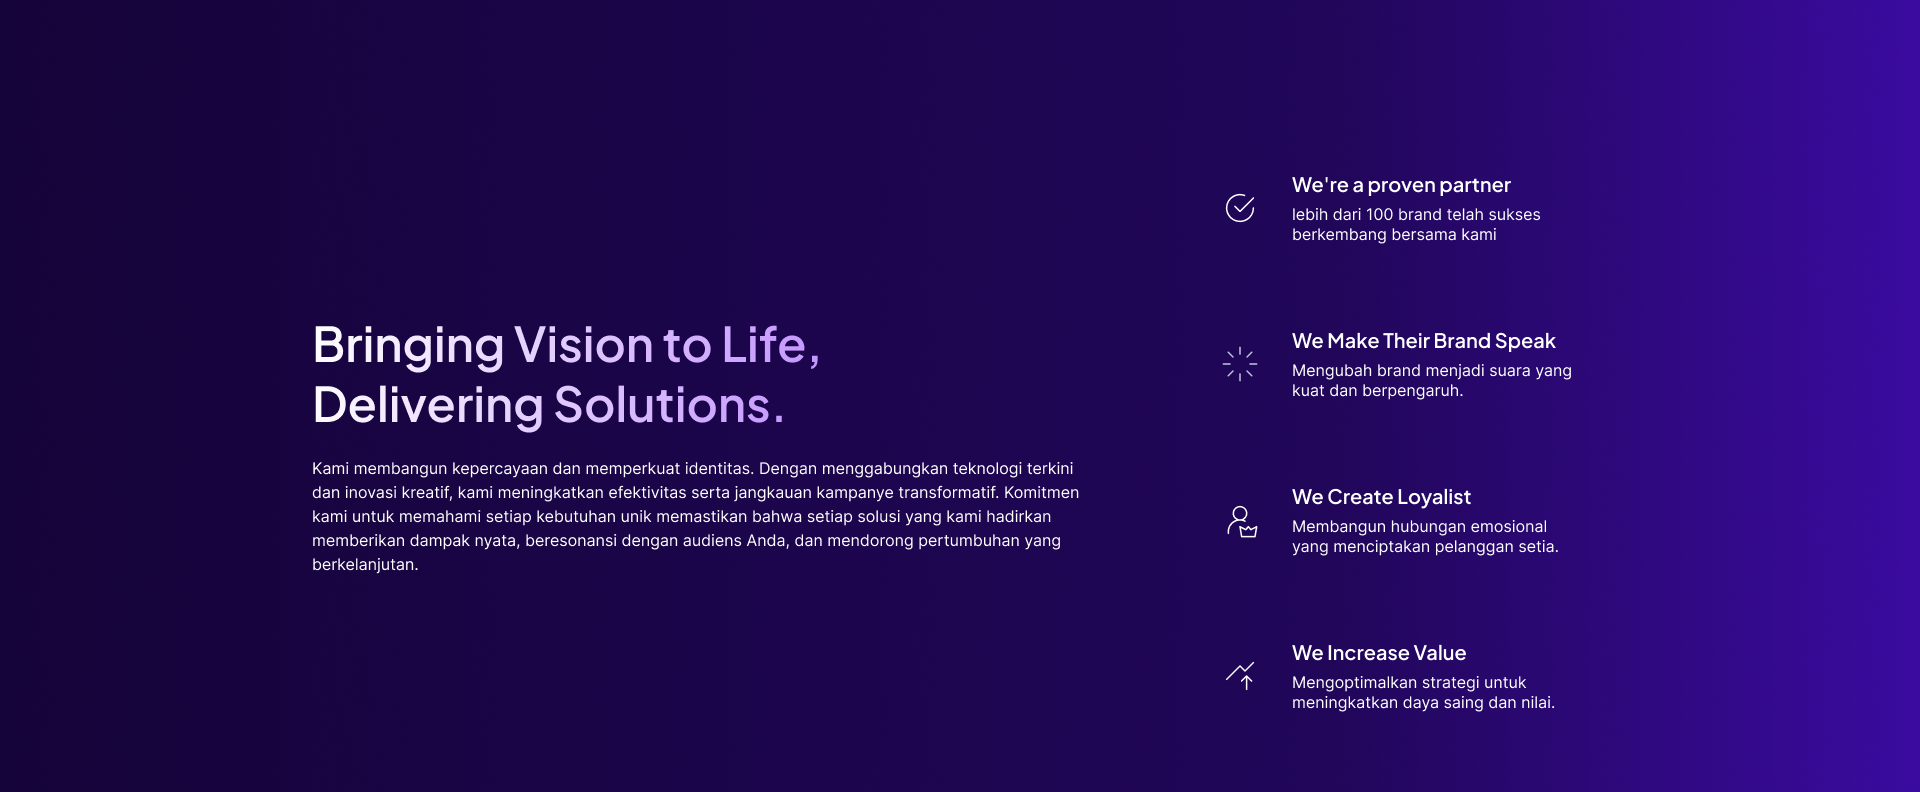 Bringing Vision to Life,
Delivering Solutions.
Kami membangun kepercayaan dan memperkuat identitas. Dengan menggabungkan teknologi terkini
dan inovasi kreatif, kami meningkatkan efektivitas serta jangkauan kampanye transformatif. Komitmen
kami untuk memahami setiap kebutuhan unik memastikan bahwa setiap solusi yang kami hadirkan
memberikan dampak nyata, beresonansi dengan audiens Anda, dan mendorong pertumbuhan yang
berkelanjutan.
We're a proven partner
lebih dari 100 brand telah sukses
berkembang bersama kami
We Make Their Brand Speak
Mengubah brand menjadi suara yang
kuat dan berpengaruh.
We Create Loyalist
Membangun hubungan emosional
yang menciptakan pelanggan setia.
We Increase Value
Mengoptimalkan strategi untuk
meningkatkan daya saing dan nilai.